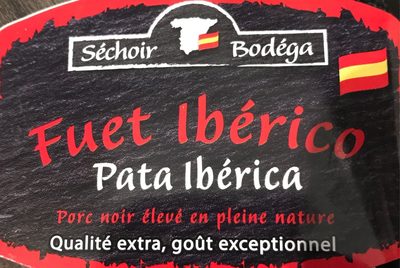 Séchoir Bodéga
Fuet Ibérico
Pata Ibérica
Porc noir élevé en pleine nature
Qualité extra, goût exceptionnel